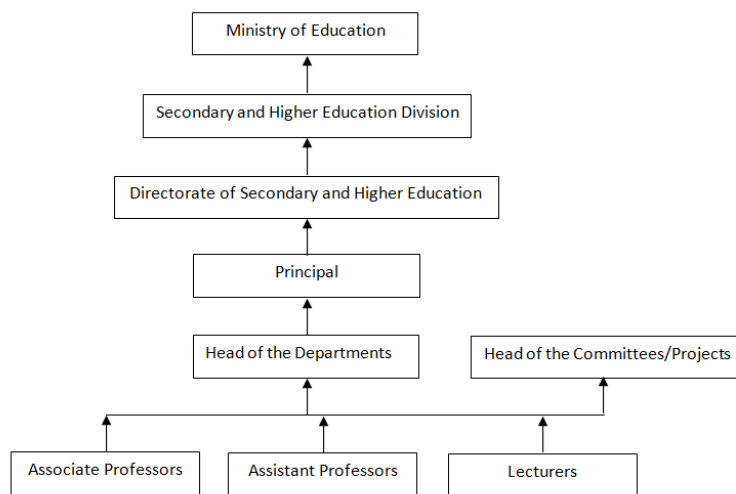 Ministry of Education
Secondary and Higher Education Division
Directorate of Secondary and Higher Education
Principal
Head of the Departments
Head of the Committees/Projects
Associate Professors
Assistant Professors
Lecturers